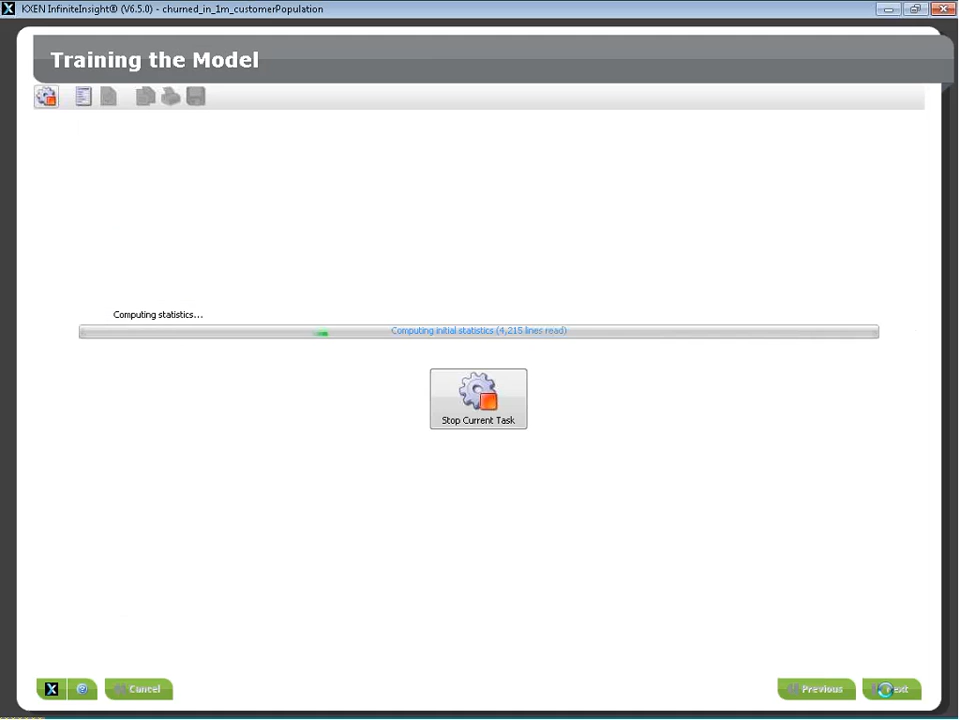 KXEN InfiniteInsight® (V6.5.0) - churned_in_1m_customerPopulation
Training the Model
Computing statistics...
Computing initial statistics (4,215 lines read)
Stop Current Task
Cancel
Previous